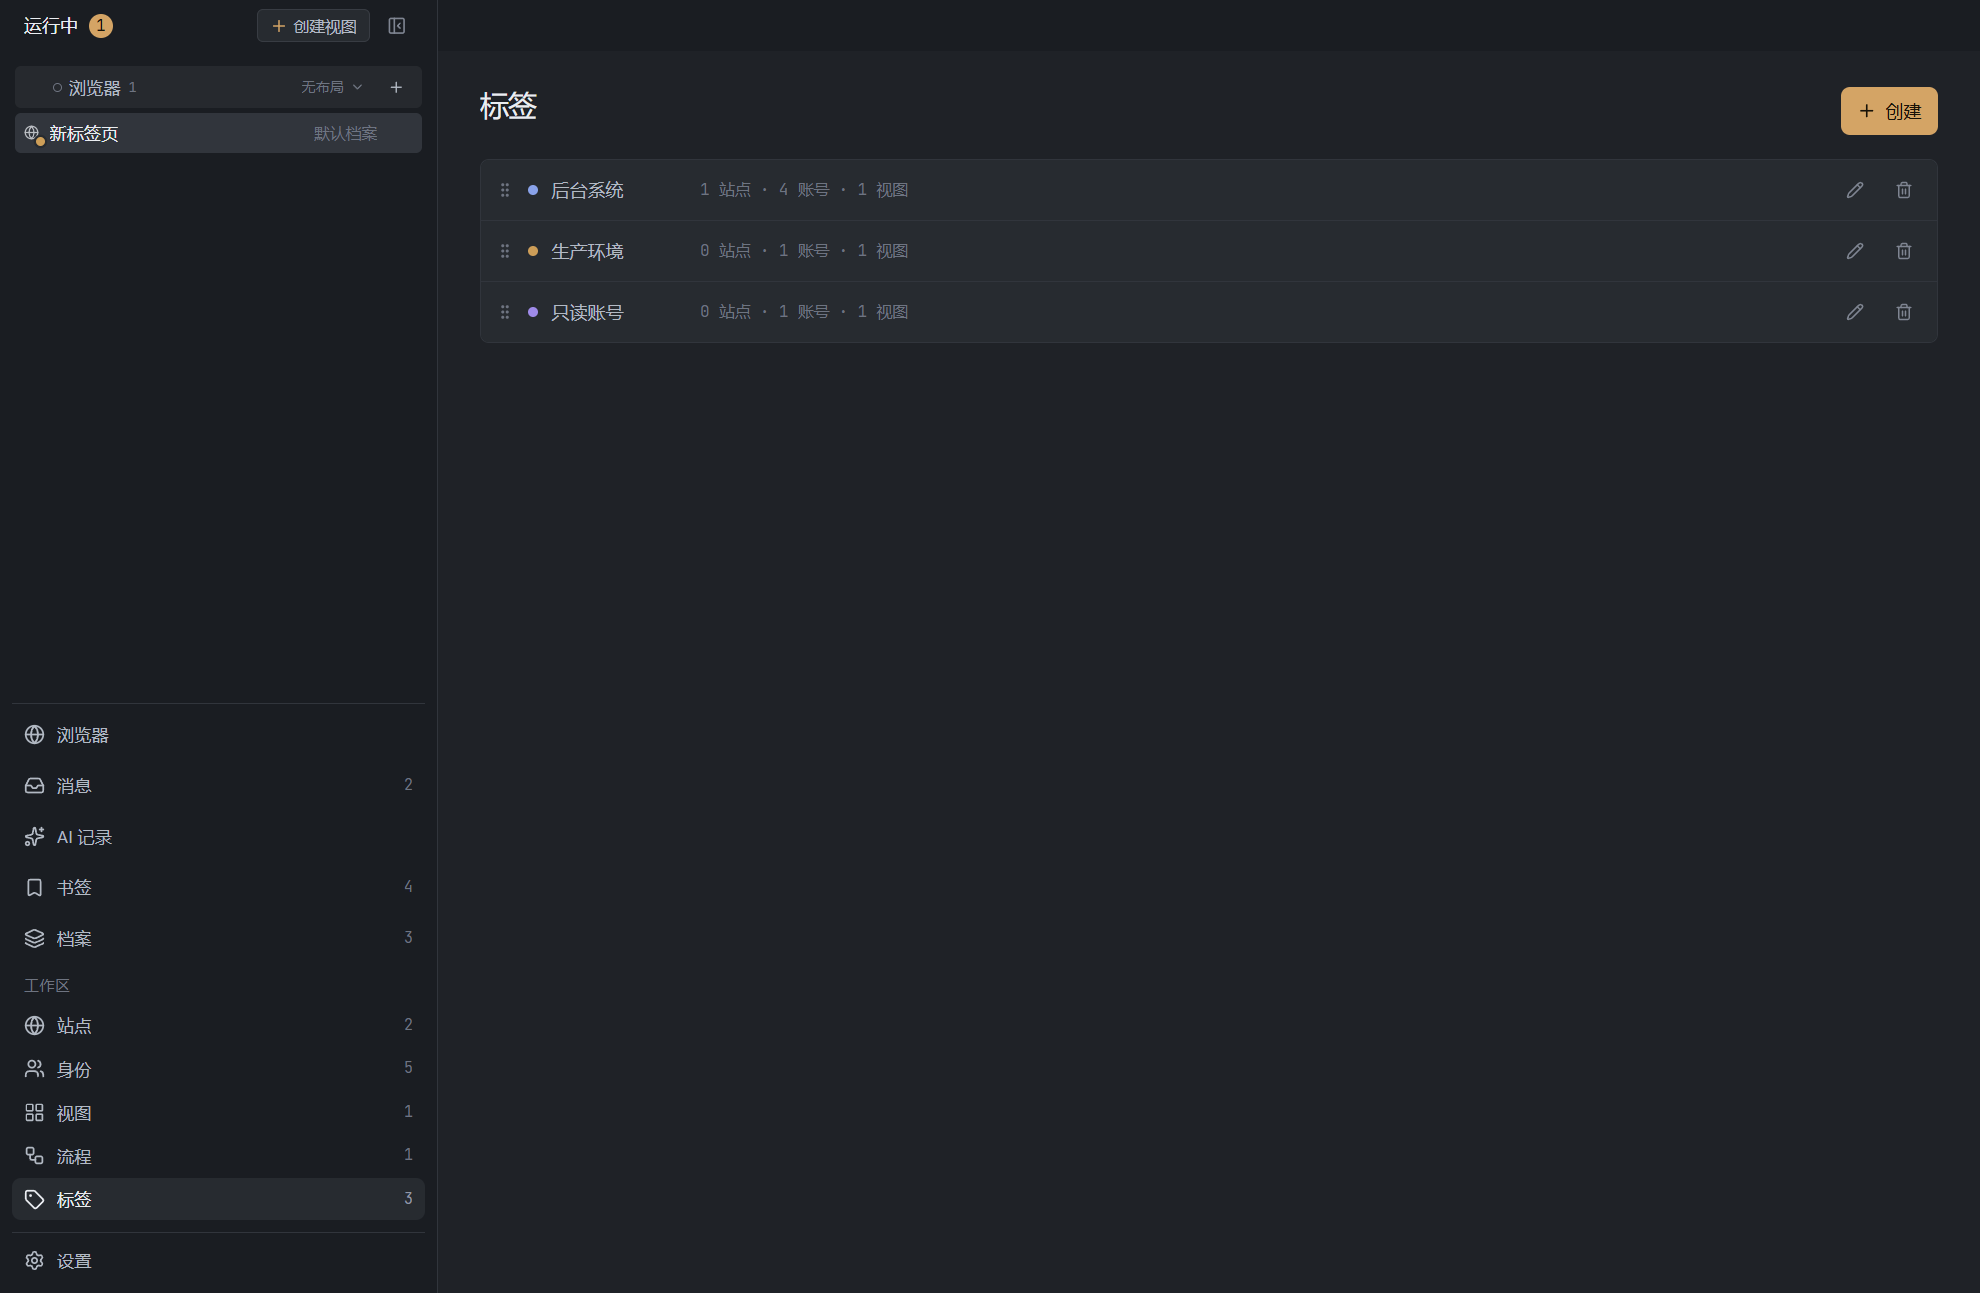 运行中 1 创建视图
浏览器 1 无布局
新标签页 默认档案
浏览器
消息 2
AI 记录
书签 4
档案 3
工作区
站点 2
身份 5
视图 1
流程 1
标签 3
设置
标签
创建
后台系统 1 站点 · 4 账号 · 1 视图
生产环境 0 站点 · 1 账号 · 1 视图
只读账号 0 站点 · 1 账号 · 1 视图